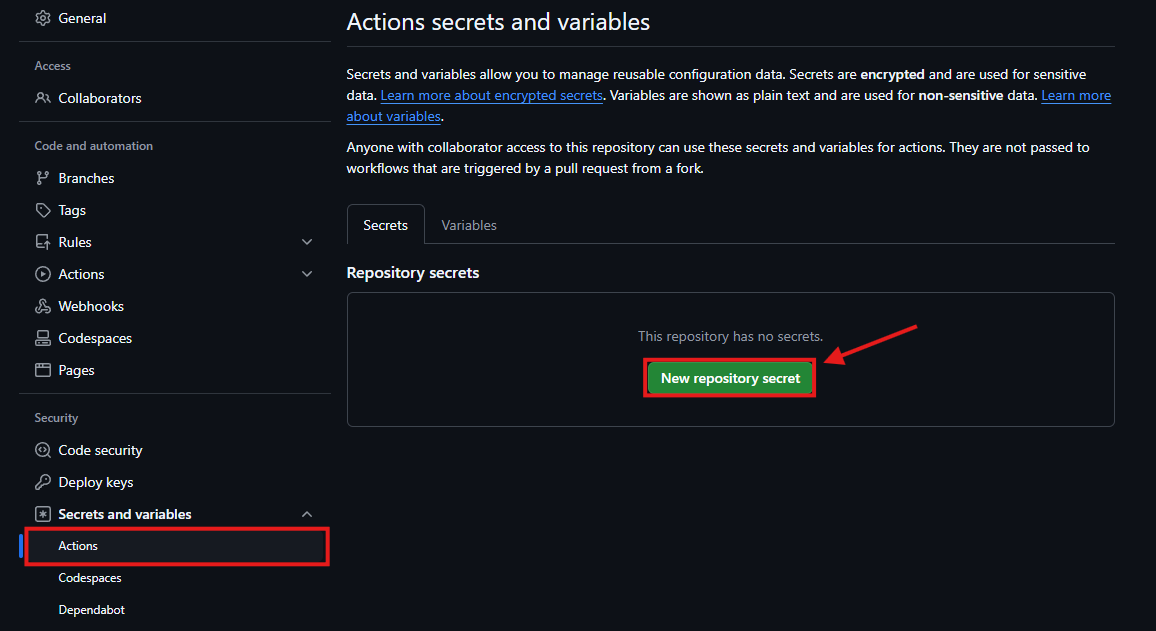 General
Access
Collaborators
Code and automation
Branches
Tags
Rules
Actions
Webhooks
Codespaces
Pages
Security
Code security
Deploy keys
Secrets and variables
Actions
Codespaces
Dependabot
Actions secrets and variables
Secrets and variables allow you to manage reusable configuration data. Secrets are encrypted and are used for sensitive
data. Learn more about encrypted secrets. Variables are shown as plain text and are used for non-sensitive data. Learn more
about variables.
Anyone with collaborator access to this repository can use these secrets and variables for actions. They are not passed to
workflows that are triggered by a pull request from a fork.
Secrets
Variables
Repository secrets
This repository has no secrets.
New repository secret